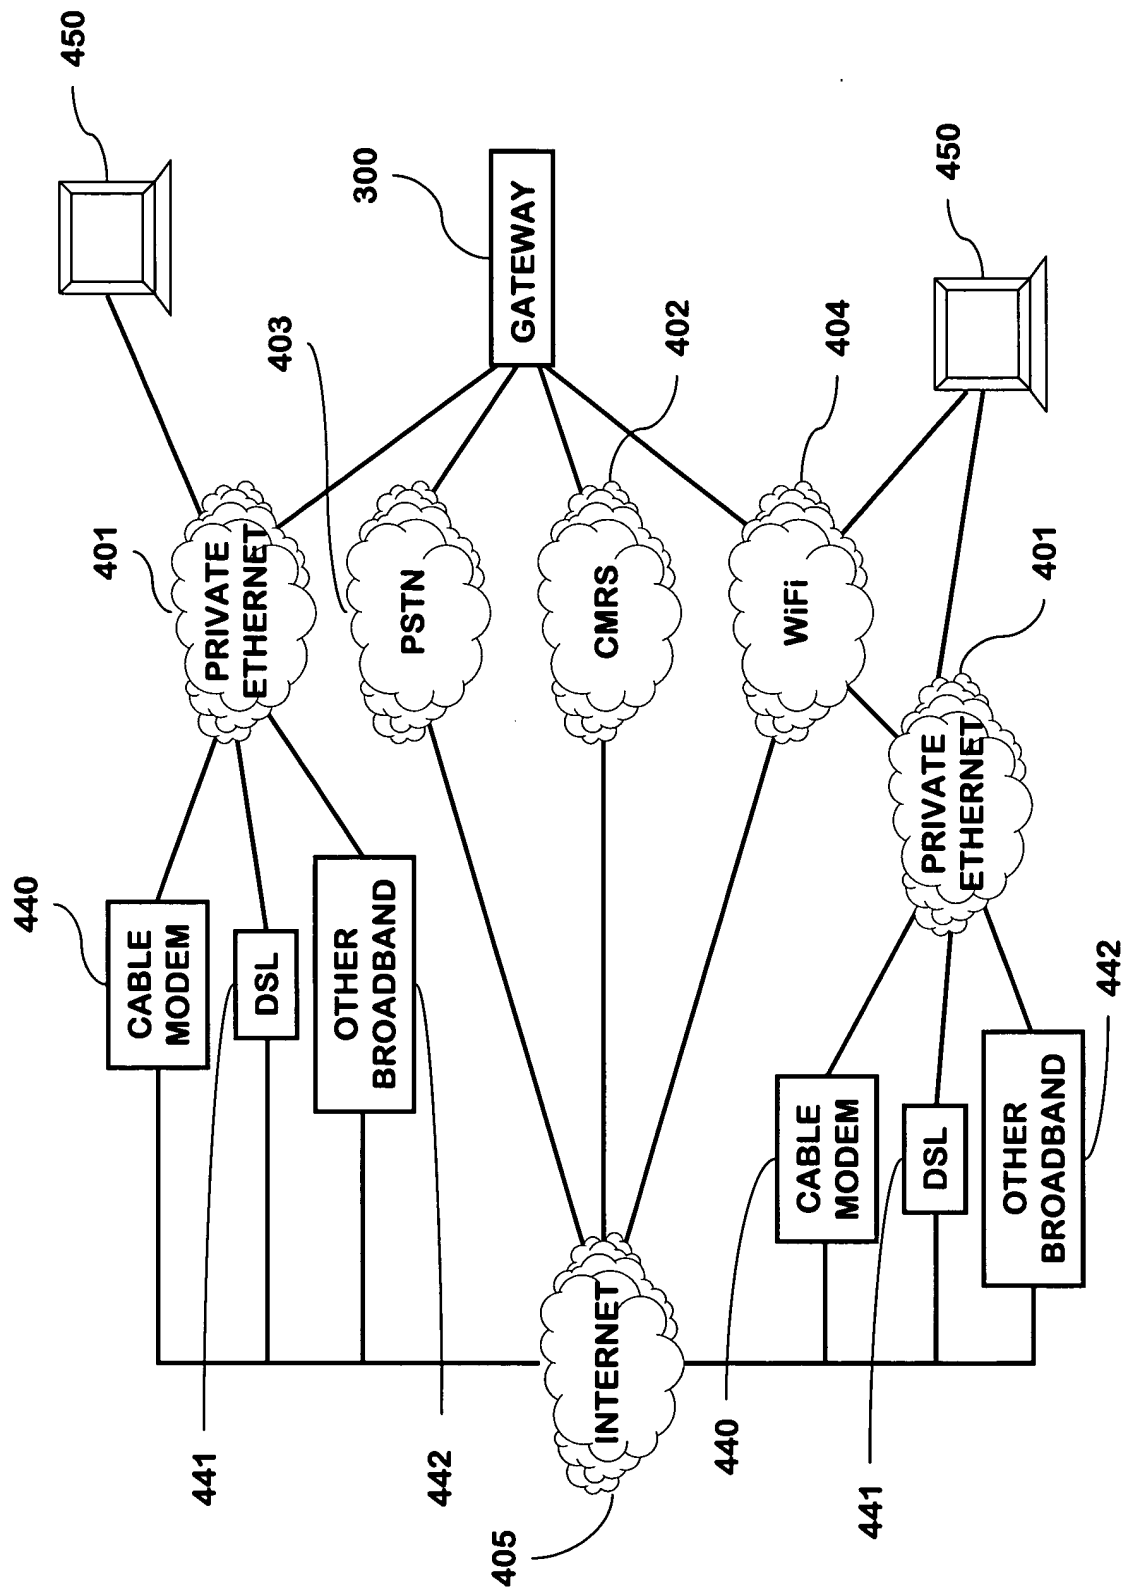 450
300
GATEWAY
403
402
404
450
401
PRIVATE
ETHERNET
PSTN
CMRS
WiFi
401
PRIVATE
ETHERNET
440
CABLE
MODEM
DSL
OTHER
BROADBAND
442
CABLE
MODEM
DSL
OTHER
BROADBAND
INTERNET
441
442
440
441
405